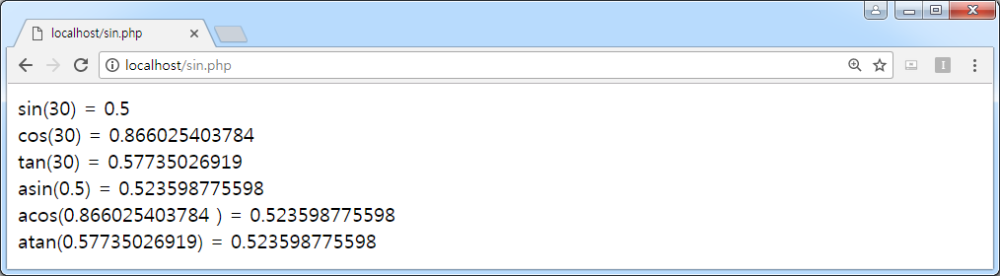 localhost/sin.php
localhost/sin.php
sin(30) = 0.5
cos(30) = 0.866025403784
tan(30) = 0.57735026919
asin(0.5) = 0.523598775598
acos(0.866025403784 ) = 0.523598775598
atan(0.57735026919) = 0.523598775598